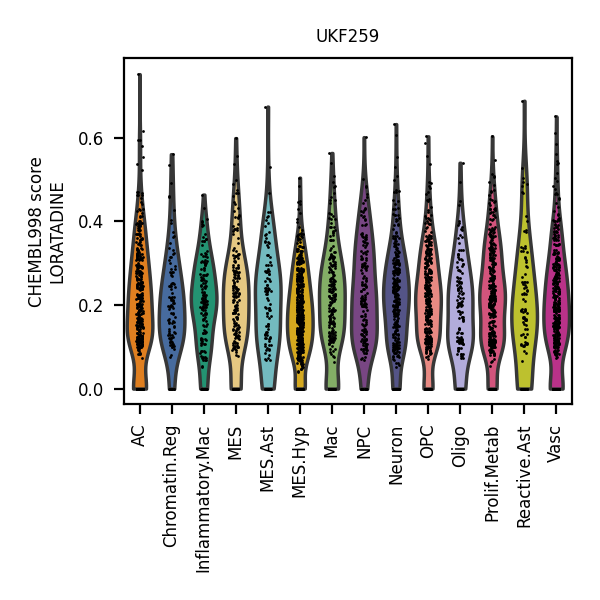 UKF259
CHEMBL998 score
LORATADINE
0.6
0.4
0.2
0.0
AC
Chromatin.Reg
Inflammatory.Mac
MES
MES.Ast
MES.Hyp
Mac
NPC
Neuron
OPC
Oligo
Prolif.Metab
Reactive.Ast
Vasc